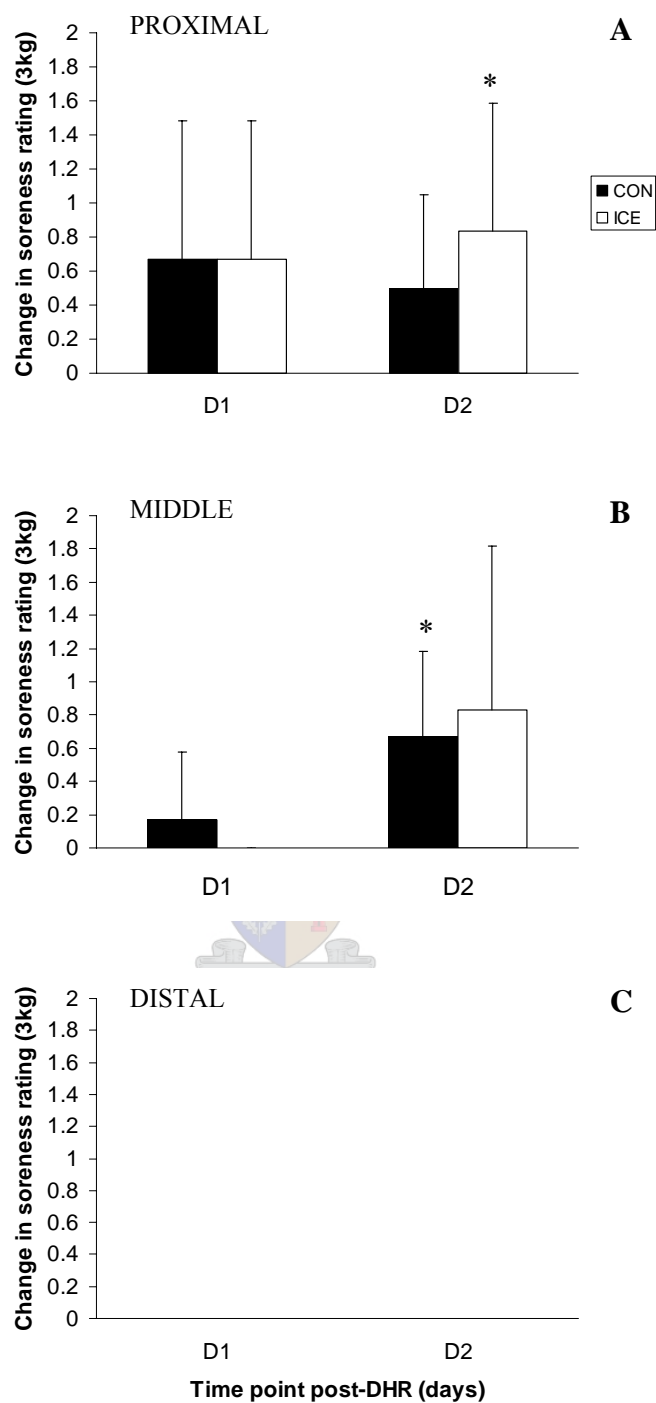 PROXIMAL
A
Change in soreness rating (3kg)
2
1.8
1.6
1.4
1.2
1
0.8
0.6
0.4
0.2
0
*
CON
ICE
D1
D2
MIDDLE
B
Change in soreness rating (3kg)
2
1.8
1.6
1.4
1.2
1
0.8
0.6
0.4
0.2
0
*
D1
D2
DISTAL
C
Change in soreness rating (3kg)
2
1.8
1.6
1.4
1.2
1
0.8
0.6
0.4
0.2
0
D1
D2
Time point post-DHR (days)